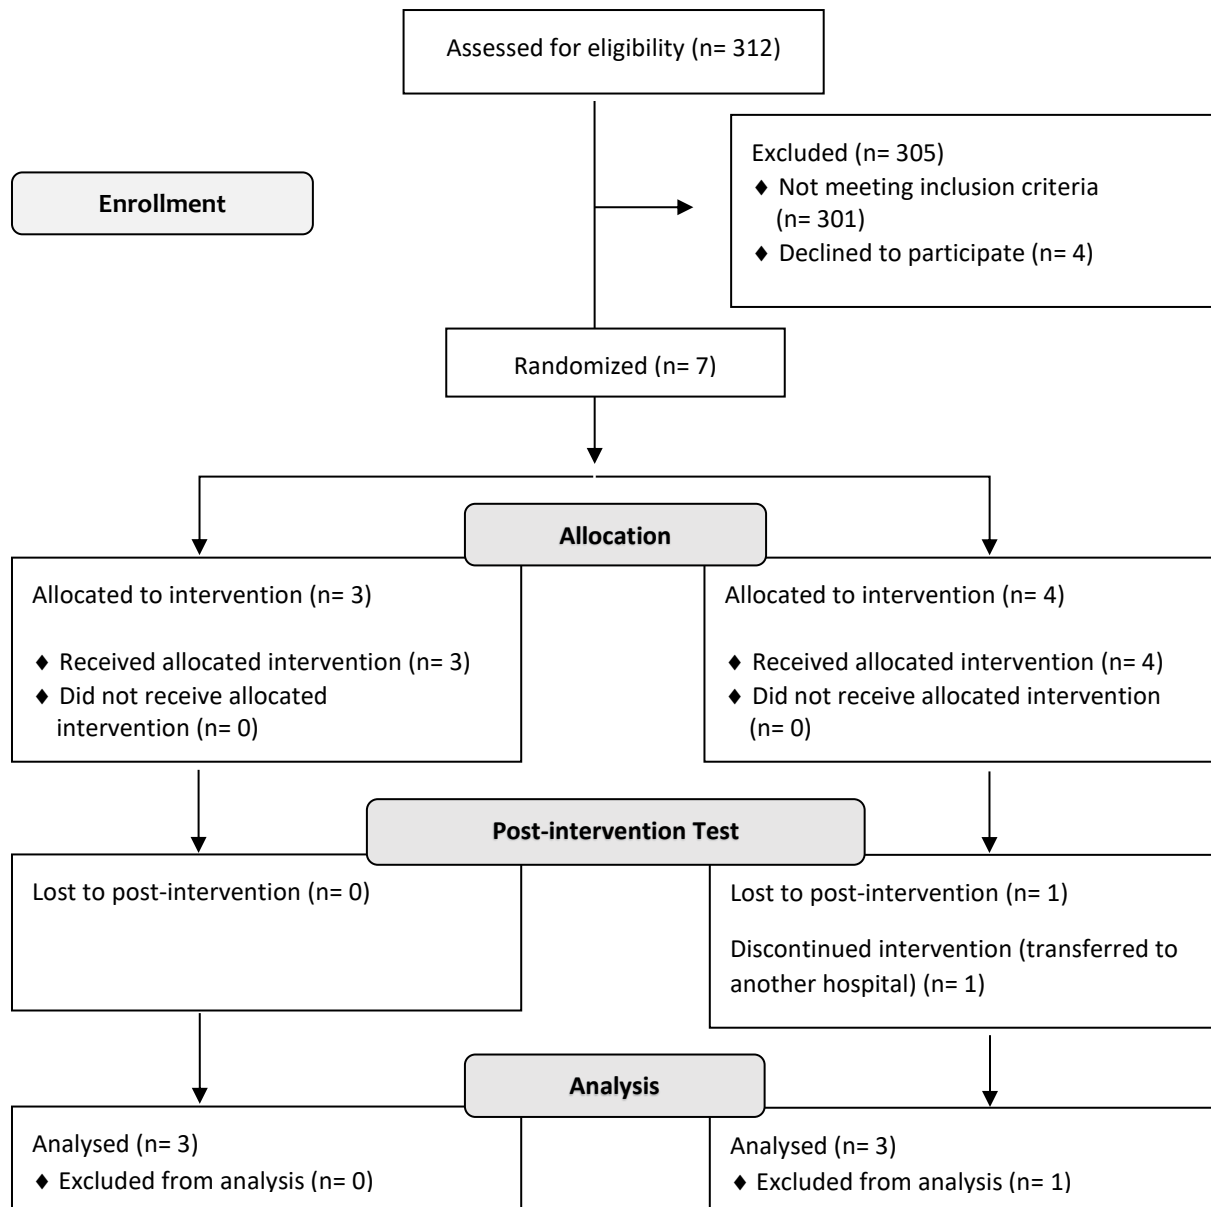 Assessed for eligibility (n= 312)
Excluded (n= 305)
♦ Not meeting inclusion criteria
(n= 301)
♦ Declined to participate (n= 4)
Enrollment
Randomized (n= 7)
Allocation
Allocated to intervention (n= 3)
♦ Received allocated intervention (n= 3)
♦ Did not receive allocated
intervention (n= 0)
Allocated to intervention (n= 4)
♦ Received allocated intervention (n= 4)
♦ Did not receive allocated intervention
(n= 0)
Post-intervention Test
Lost to post-intervention (n= 0)
Lost to post-intervention (n= 1)
Discontinued intervention (transferred to
another hospital) (n= 1)
Analysis
Analysed (n= 3)
♦ Excluded from analysis (n= 0)
Analysed (n= 3)
♦ Excluded from analysis (n= 1)